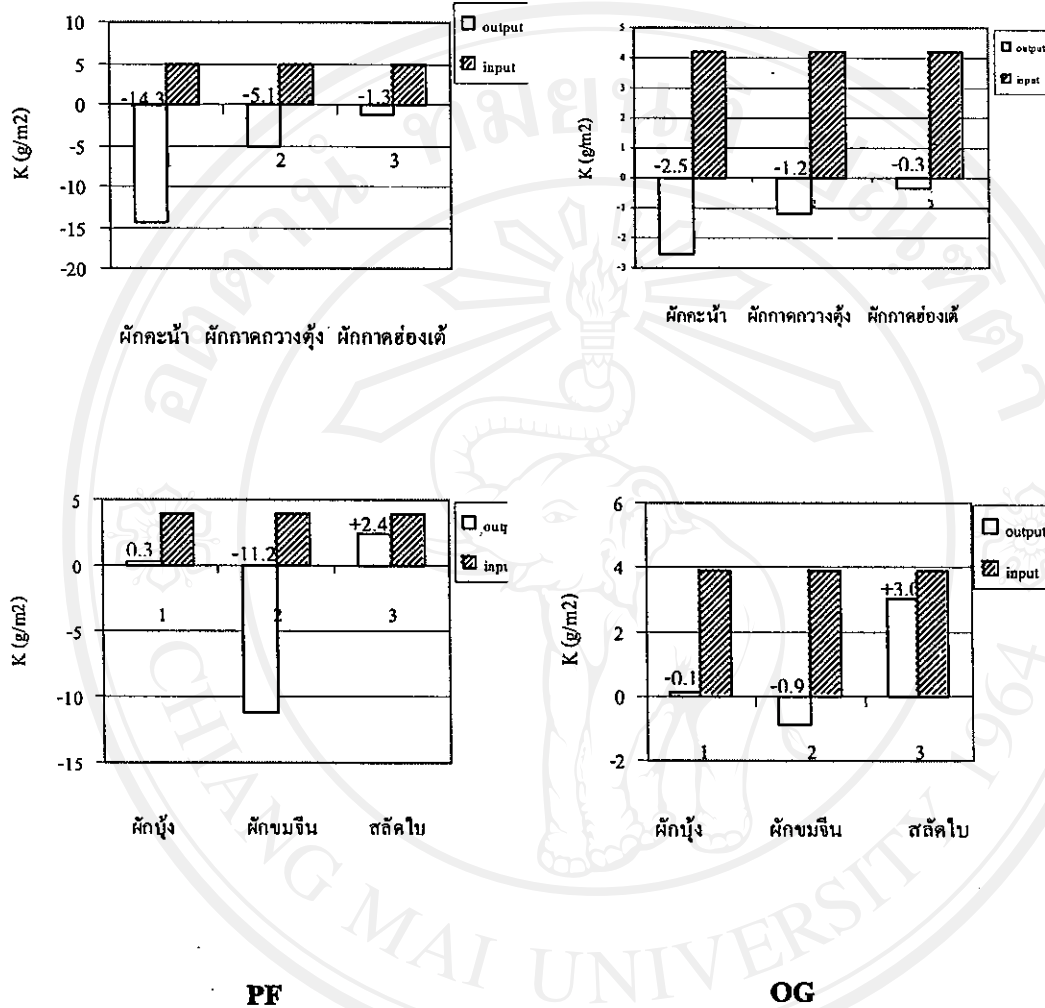 10
5
0
-5
-10
-15
-20
K (g/m2)
-14.3
-5.1
-1.3
1
2
3
output
input
ผักคะน้า ผักกาดกวางตุ้ง ผักกาดฮ่องเต้
5
4
3
2
1
0
-1
-2
-3
K (g/m2)
-2.5
-1.2
-0.3
3
output
input
ผักคะน้า ผักกาดกวางตุ้ง ผักกาดฮ่องเต้
5
0
-5
-10
-15
K (g/m2)
0.3
-11.2
+2.4
1
2
3
outp
inpu
ผักบุ้ง ผักขมจีน สลัดใบ
6
4
2
0
-2
K (g/m2)
-0.1
-0.9
+3.0
1
2
3
output
input
ผักบุ้ง ผักขมจีน สลัดใบ
PF
OG
CHIANG MAI UNIVERSITY 1964